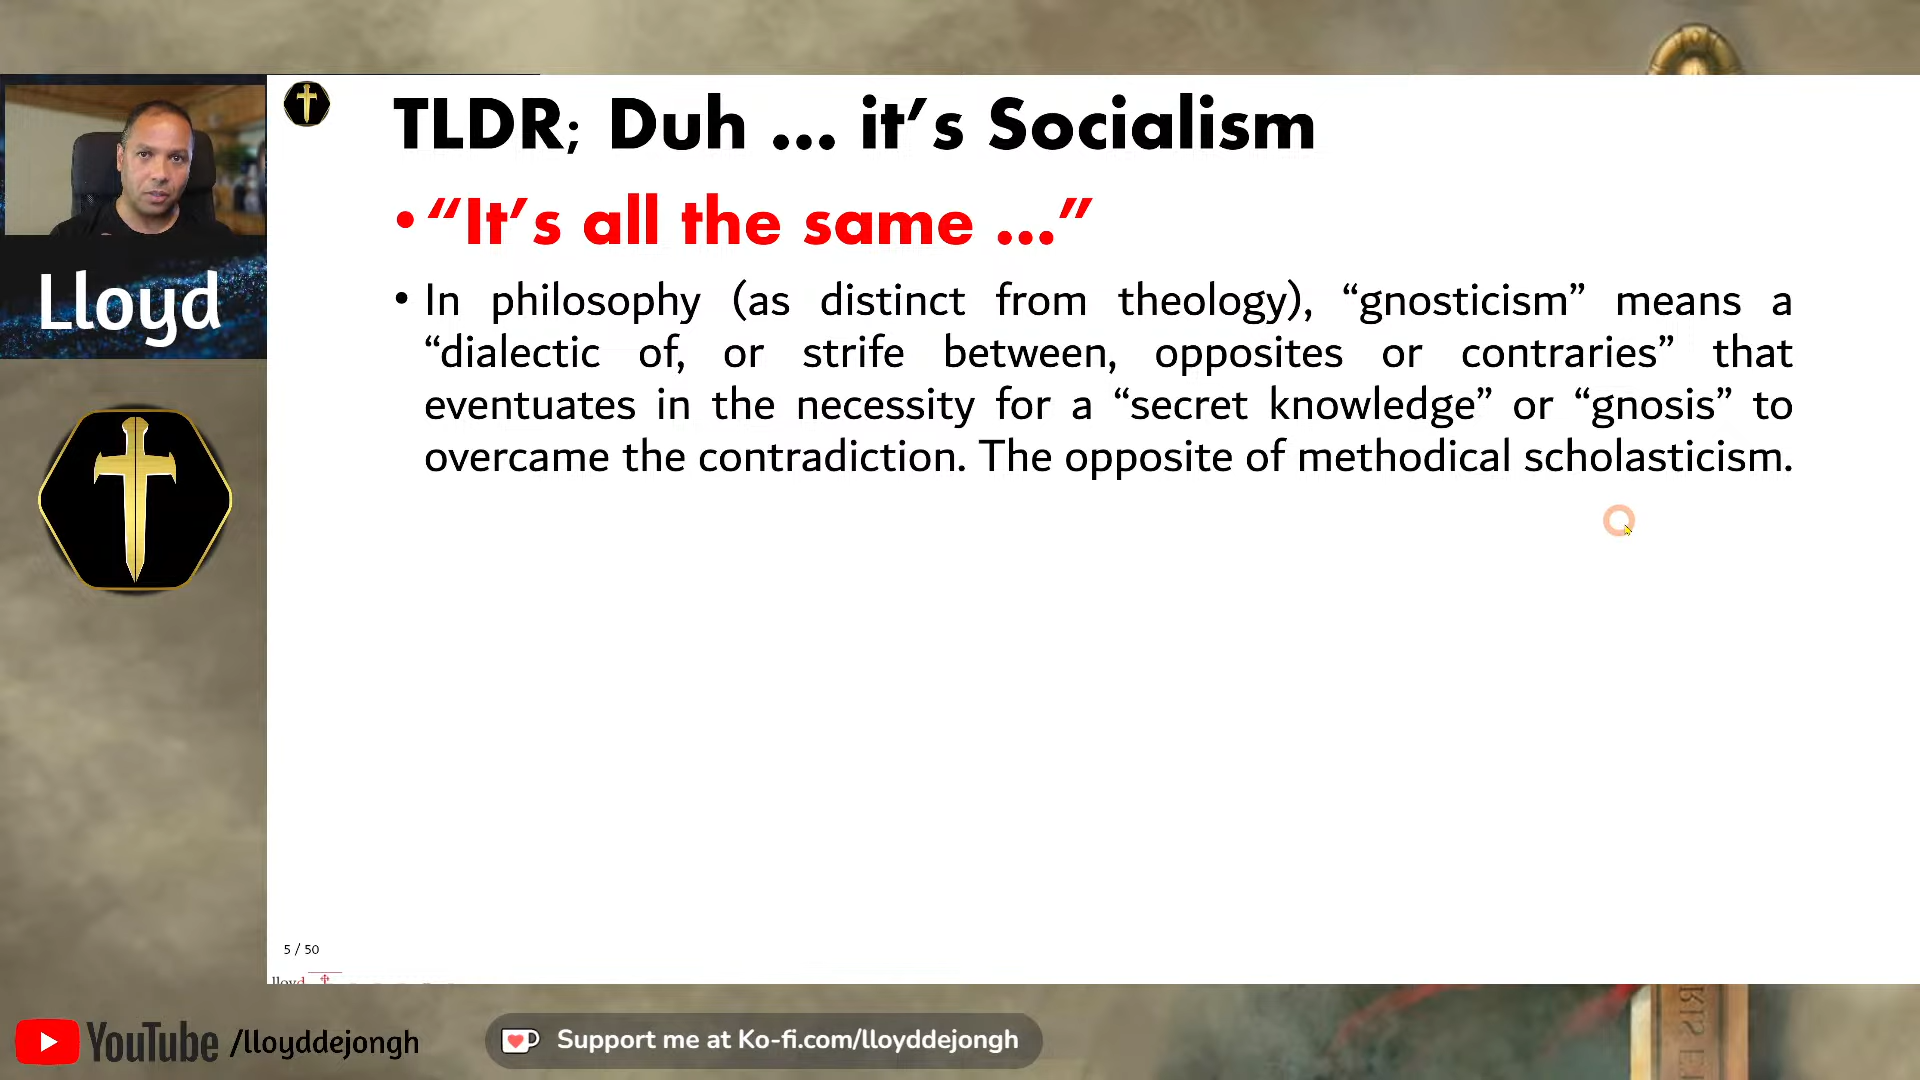 TLDR; Duh ... it's Socialism
• “It's all the same ...”
• In philosophy (as distinct from theology), “gnosticism” means a
“dialectic of, or strife between, opposites or contraries” that
eventuates in the necessity for a “secret knowledge” or “gnosis” to
overcame the contradiction. The opposite of methodical scholasticism.
Lloyd
5 / 50
lloyd
YouTube /lloyddejongh
Support me at Ko-fi.com/lloyddejongh